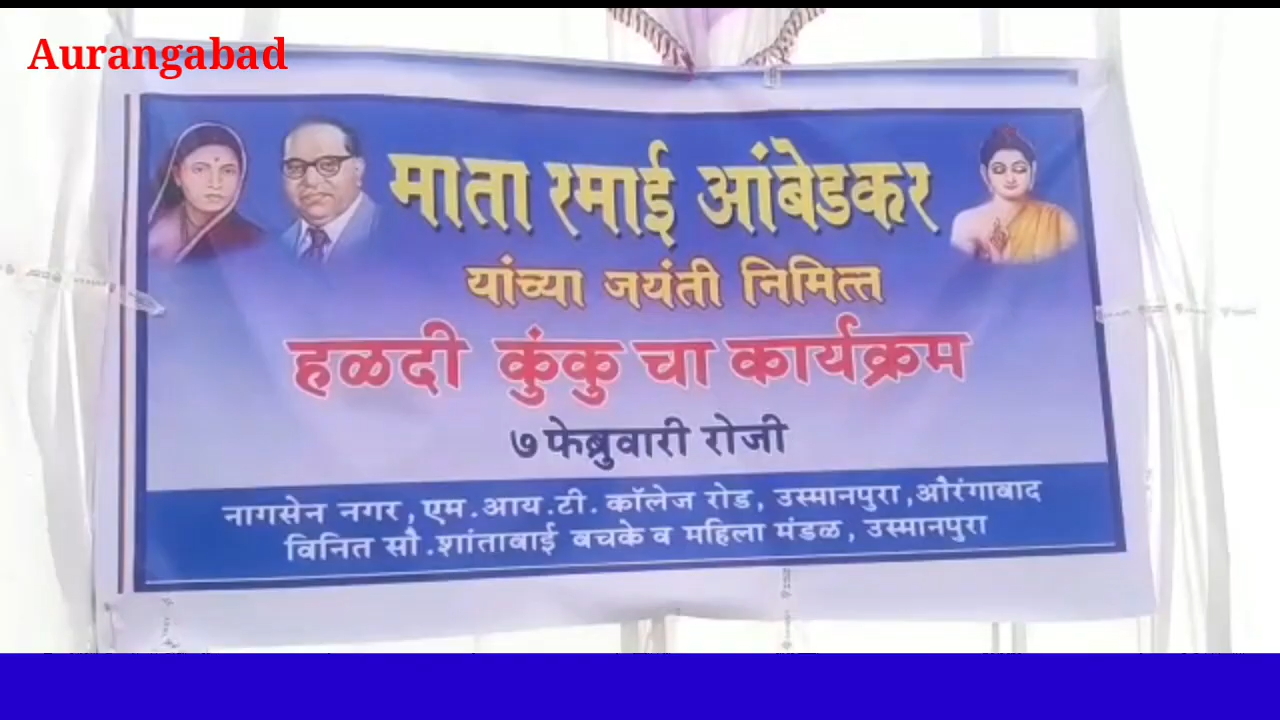 Aurangabad
माता रमाई आंबेडकर
यांच्या जयंती निमित्त
हळदी कुंकु चा कार्यक्रम
७ फेब्रुवारी रोजी
नागसेन नगर, एम.आय.टी. कॉलेज रोड, उस्मानपुरा, औरंगाबाद
विनित सौ. शांताबाई बचके व महिला मंडळ, उस्मानपुरा